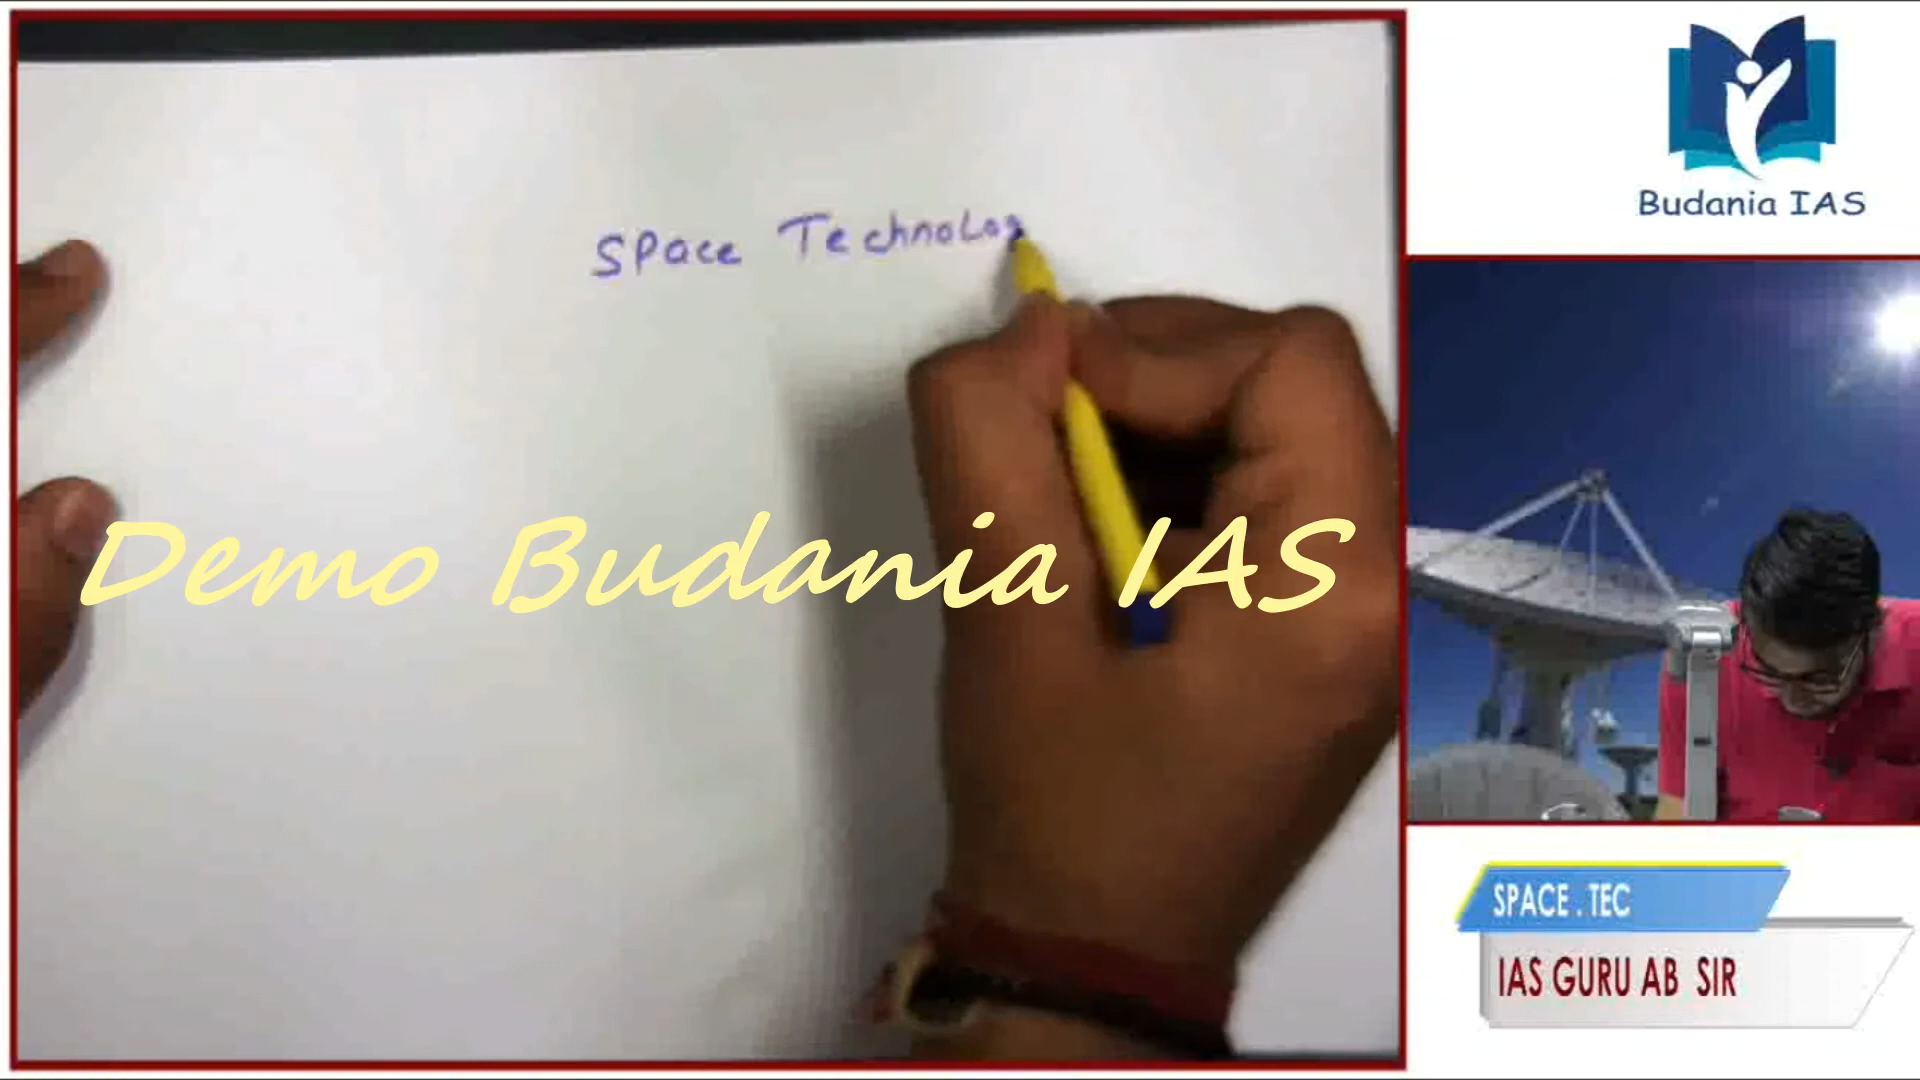 Space Technolog
Demo Budania IAS
Budania IAS
SPACE . TEC
IAS GURU AB SIR